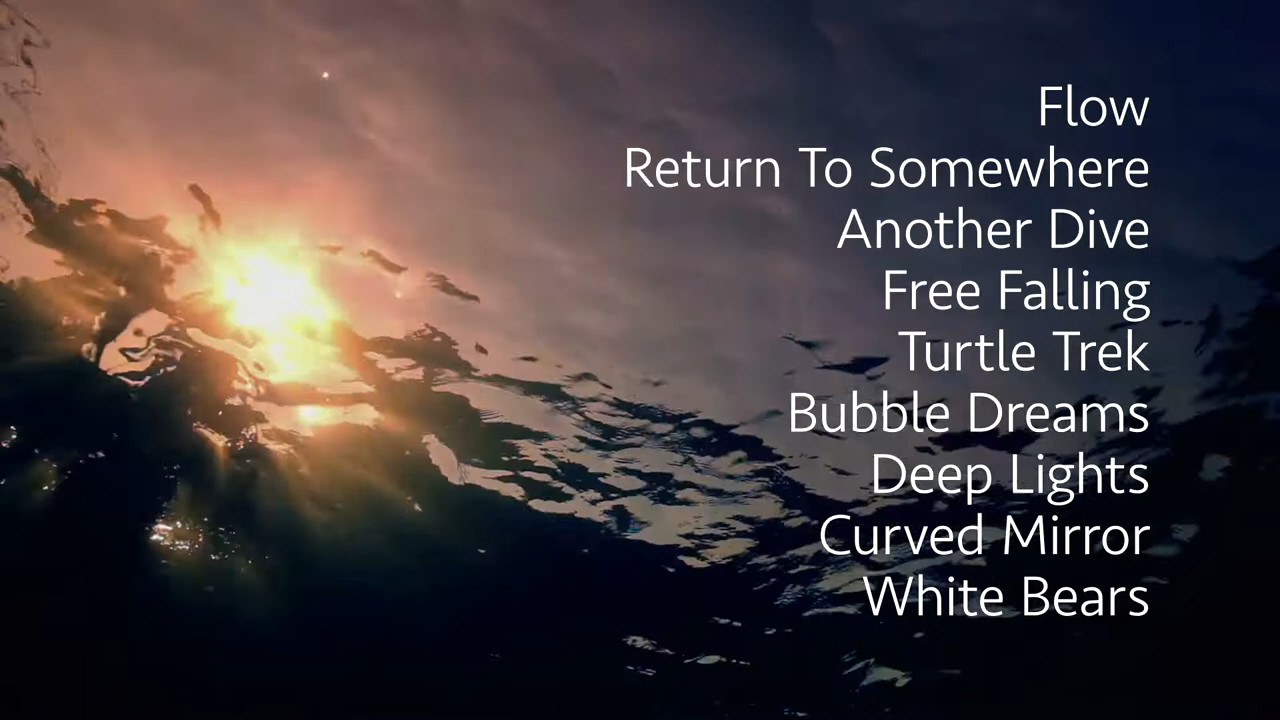 Flow
Return To Somewhere
Another Dive
Free Falling
Turtle Trek
Bubble Dreams
Deep Lights
Curved Mirror
White Bears